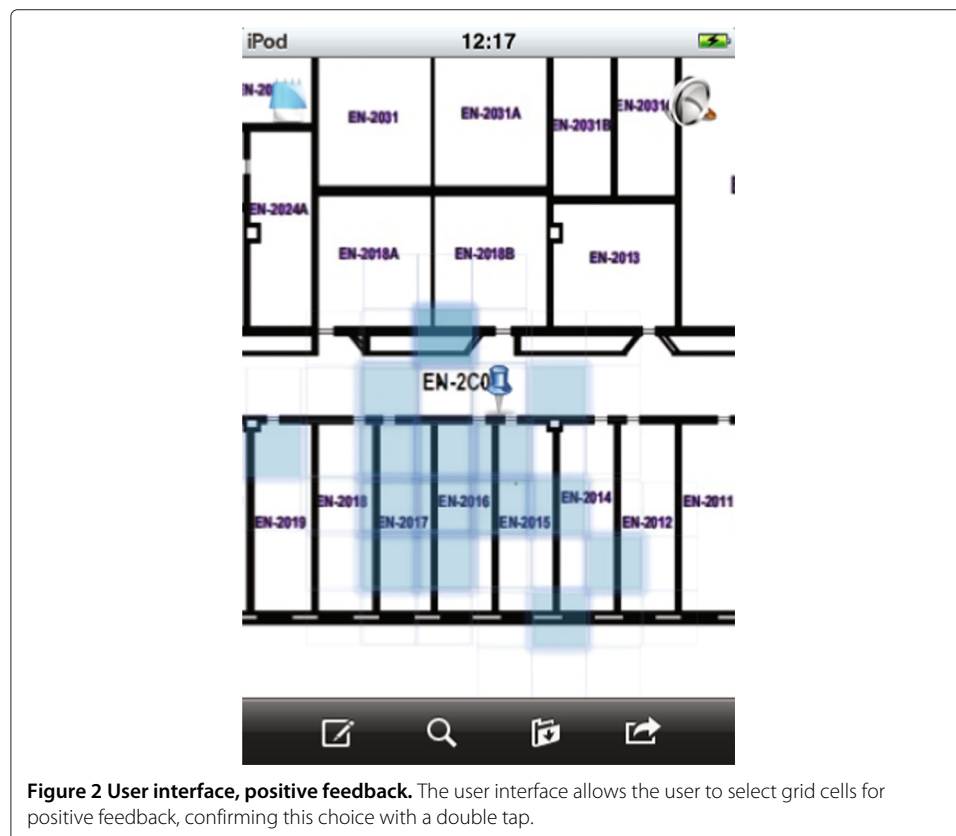 iPod 12:17
EN-2031 EN-2031A EN-2031B
EN-2024A
EN-2018A EN-2018B EN-2013
EN-2C0
EN-2018 EN-2016 EN-2014 EN-2011
EN-2019 EN-2017 EN-2015 EN-2012
Figure 2 User interface, positive feedback. The user interface allows the user to select grid cells for
positive feedback, confirming this choice with a double tap.